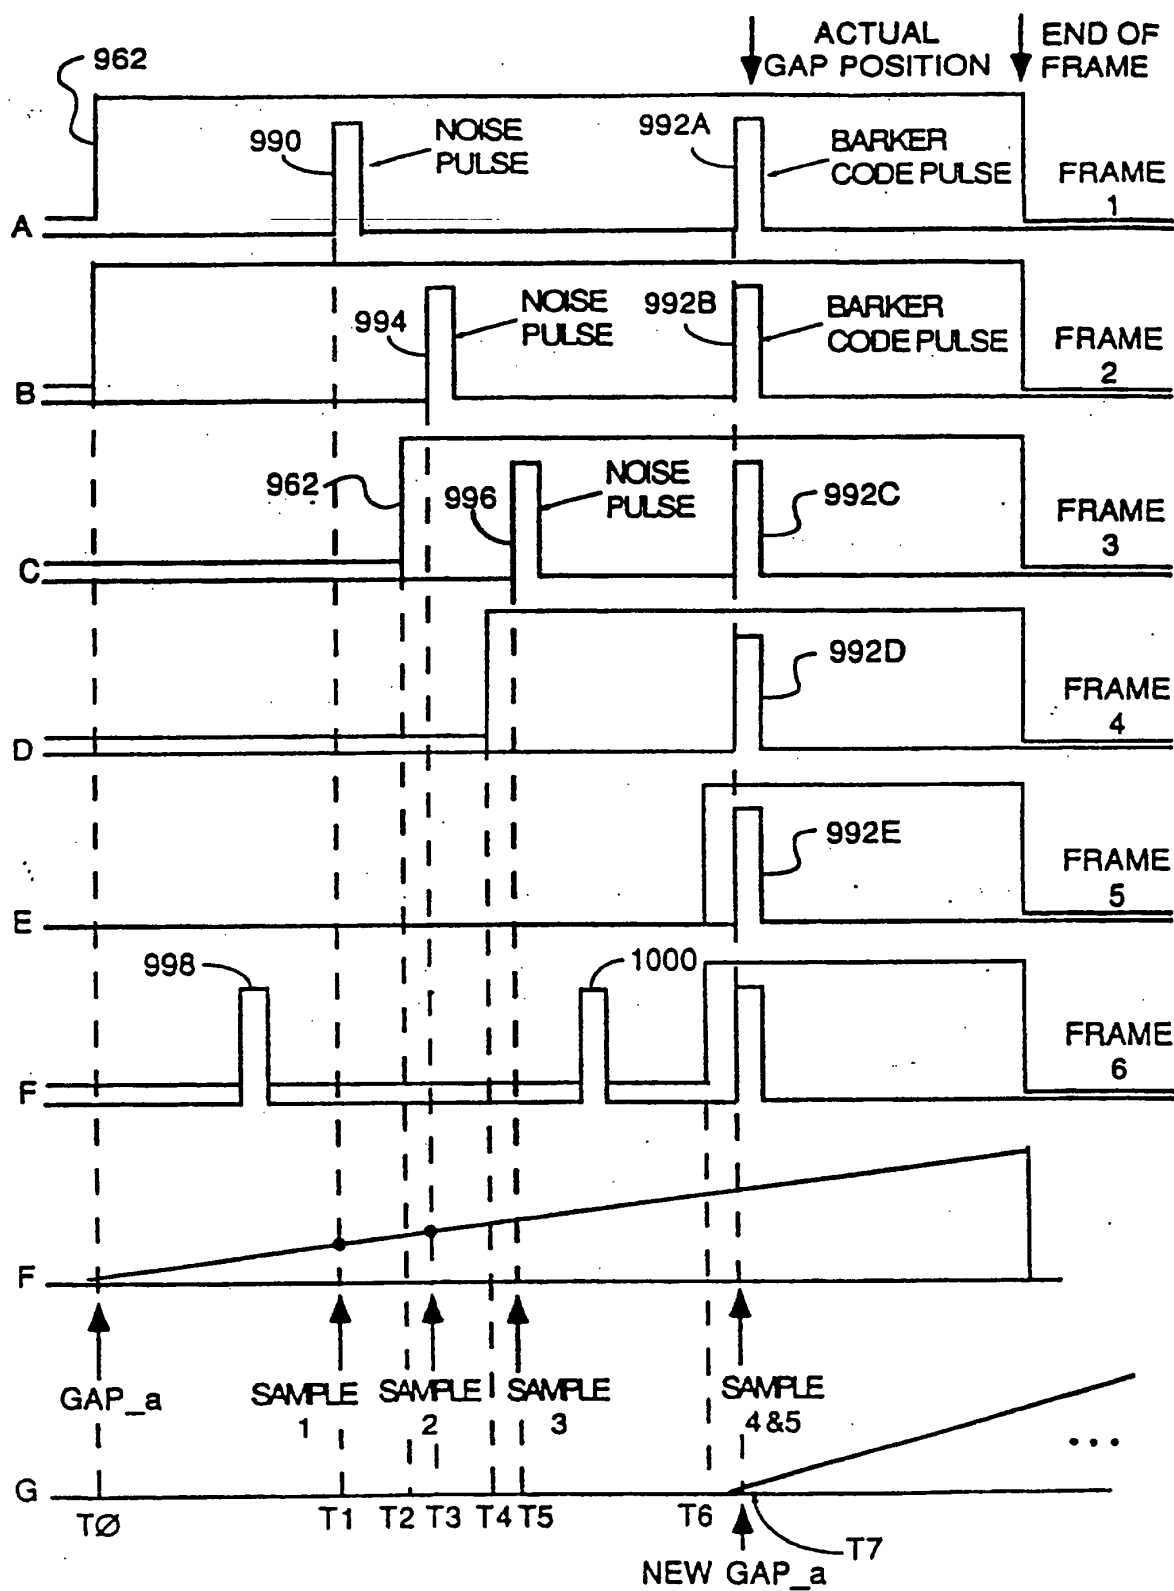 962
ACTUAL
GAP POSITION
END OF
FRAME
990
NOISE
PULSE
992A
BARKER
CODE PULSE
FRAME
1
A
994
NOISE
PULSE
992B
BARKER
CODE PULSE
FRAME
2
B
962
996
NOISE
PULSE
992C
FRAME
3
C
992D
FRAME
4
D
992E
FRAME
5
E
998
1000
FRAME
6
F
F
GAP_a
SAMPLE
1
SAMPLE
2
SAMPLE
3
SAMPLE
4&5
...
G
TØ
T1
T2
T3
T4
T5
T6
T7
NEW GAP_a